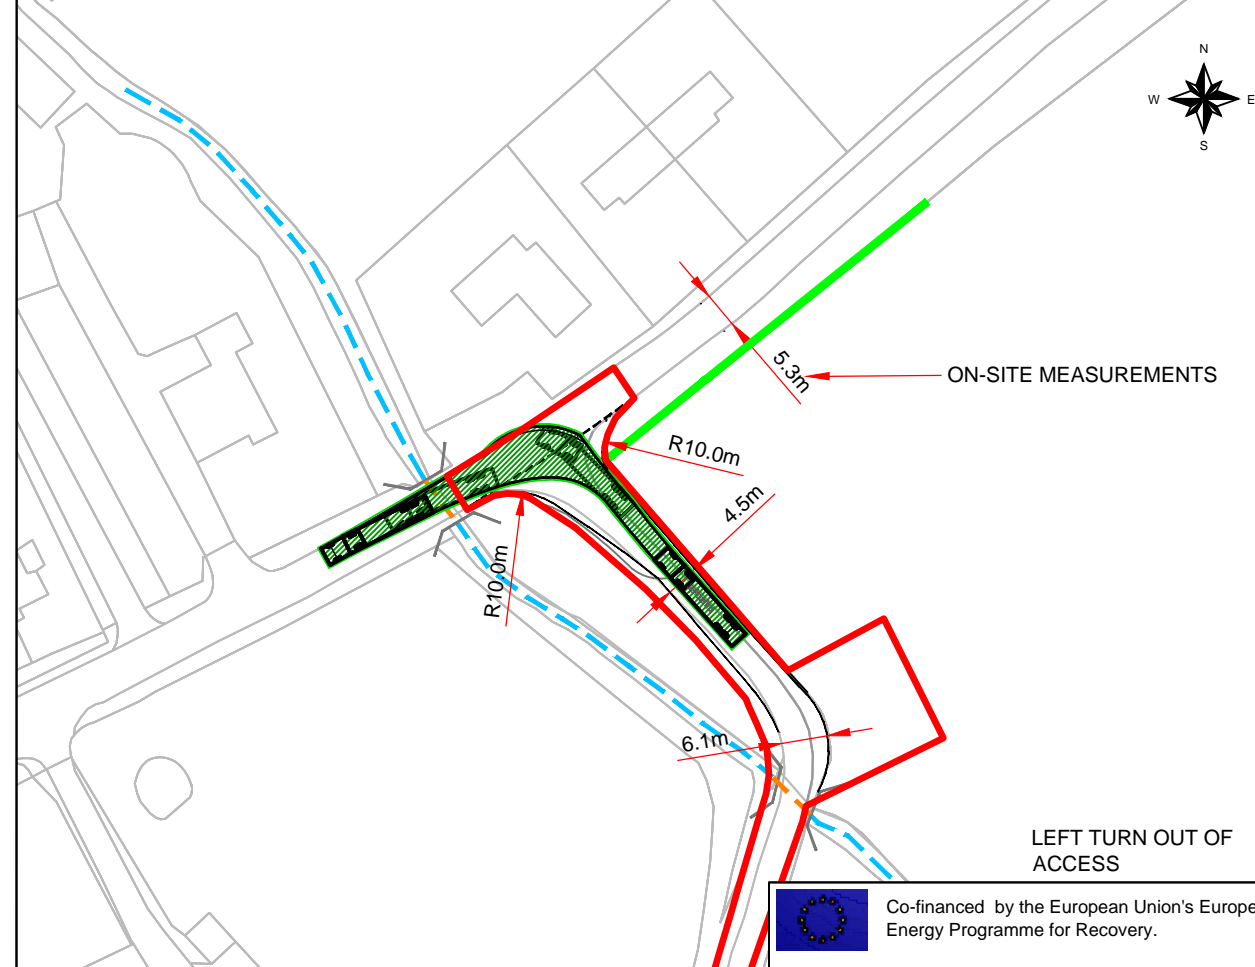 N
W E
S
5.3m
ON-SITE MEASUREMENTS
R10.0m
4.5m
R10.0m
6.1m
LEFT TURN OUT OF
ACCESS
Co-financed by the European Union's Europe
Energy Programme for Recovery.